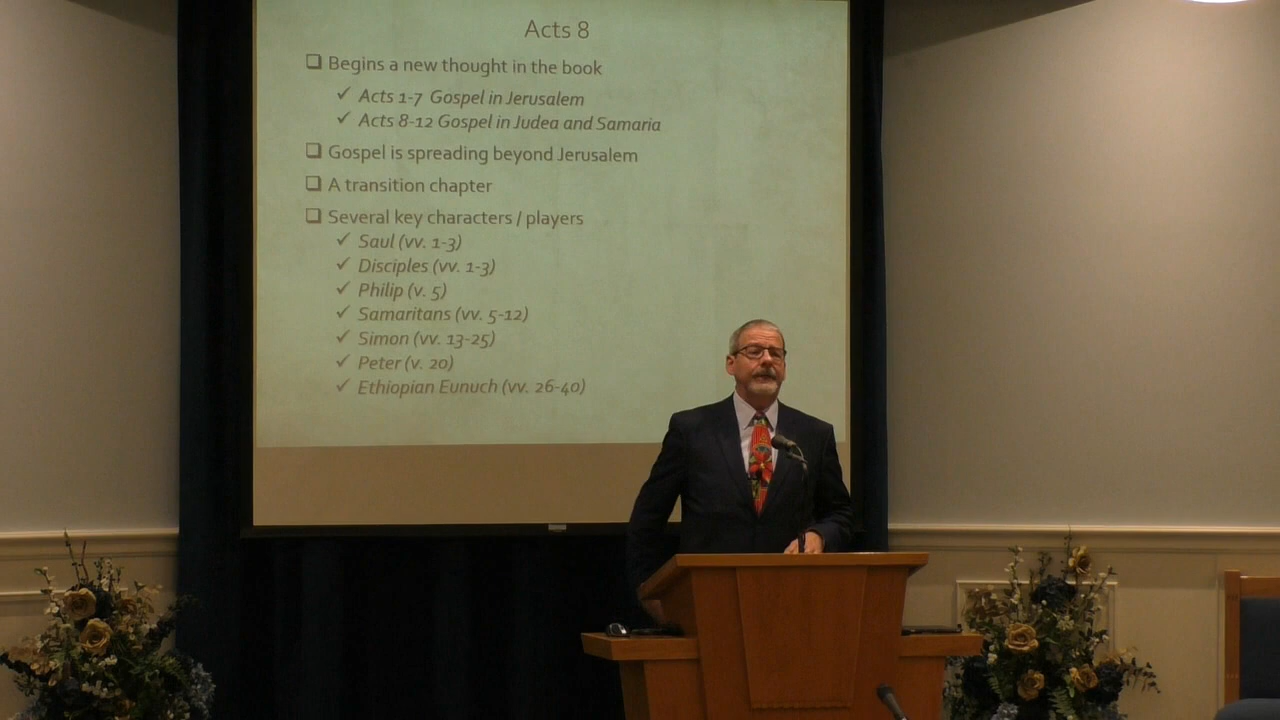 Acts 8
Begins a new thought in the book
Acts 1-7 Gospel in Jerusalem
Acts 8-12 Gospel in Judea and Samaria
Gospel is spreading beyond Jerusalem
A transition chapter
Several key characters / players
Saul (vv. 1-3)
Disciples (vv. 1-3)
Philip (v. 5)
Samaritans (vv. 5-12)
Simon (vv. 13-25)
Peter (v. 20)
Ethiopian Eunuch (vv. 26-40)